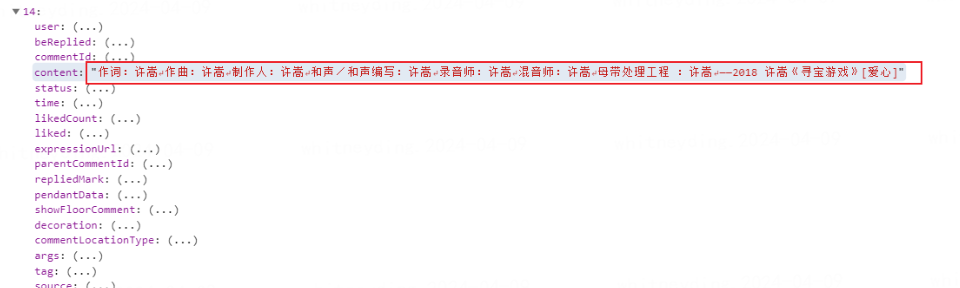 ▼14:
user: (...)
beReplied: (...)
commentId: (...)
content: "作词：许嵩↵作曲：许嵩↵制作人：许嵩↵和声／和声编写：许嵩↵录音师：许嵩↵混音师：许嵩↵母带处理工程 ：许嵩↵——2018 许嵩《寻宝游戏》[爱心]"
status: (...)
time: (...)
likedCount: (...)
liked: (...)
expressionUrl: (...)
parentCommentId: (...)
repliedMark: (...)
pendantData: (...)
showFloorComment: (...)
decoration: (...)
commentLocationType: (...)
args: (...)
tag: (...)
source: (...)